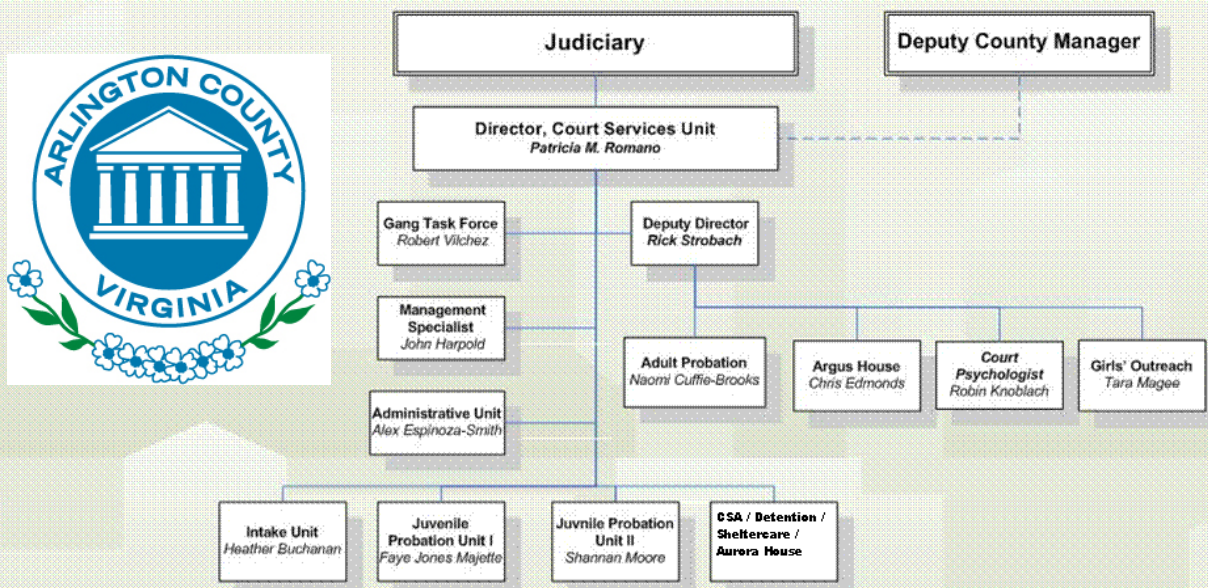 ARLINGTON COUNTY
VIRGINIA
Judiciary
Deputy County Manager
Director, Court Services Unit
Patricia M. Romano
Gang Task Force
Robert Vilchez
Deputy Director
Rick Strobach
Management
Specialist
John Harpold
Adult Probation
Naomi Cuffie-Brooks
Argus House
Chris Edmonds
Court
Psychologist
Robin Knoblach
Girls' Outreach
Tara Magee
Administrative Unit
Alex Espinoza-Smith
Intake Unit
Heather Buchanan
Juvenile
Probation Unit I
Faye Jones Majette
Juvnile Probation
Unit II
Shannan Moore
CSA / Detention /
Sheltercare /
Aurora House